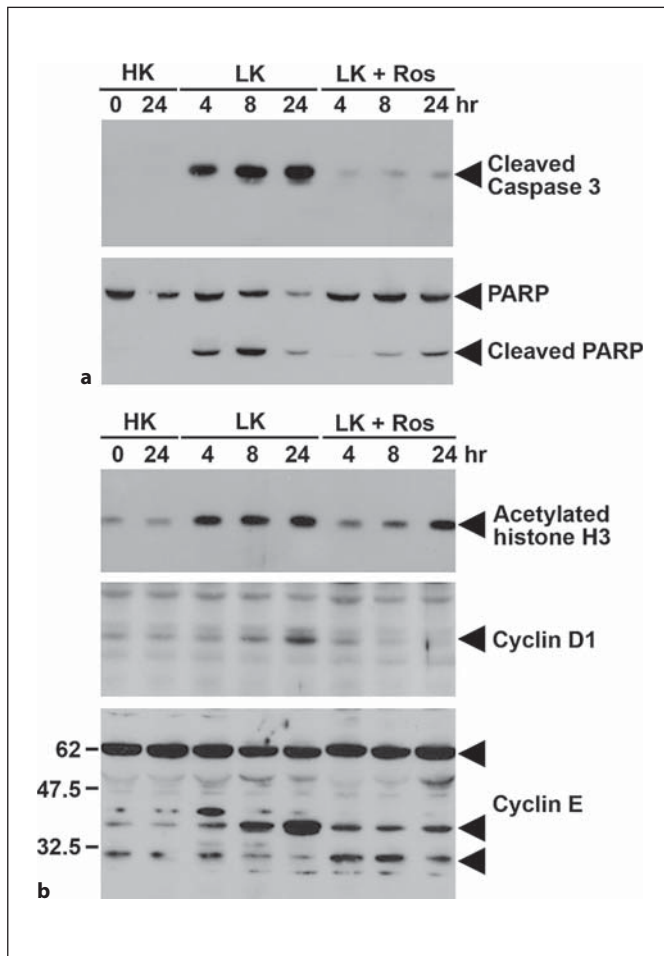 HK LK LK + Ros
0 24 4 8 24 4 8 24 hr
Cleaved
Caspase 3
PARP
Cleaved PARP
a
HK LK LK + Ros
0 24 4 8 24 4 8 24 hr
Acetylated
histone H3
Cyclin D1
62
47.5
Cyclin E
32.5
b